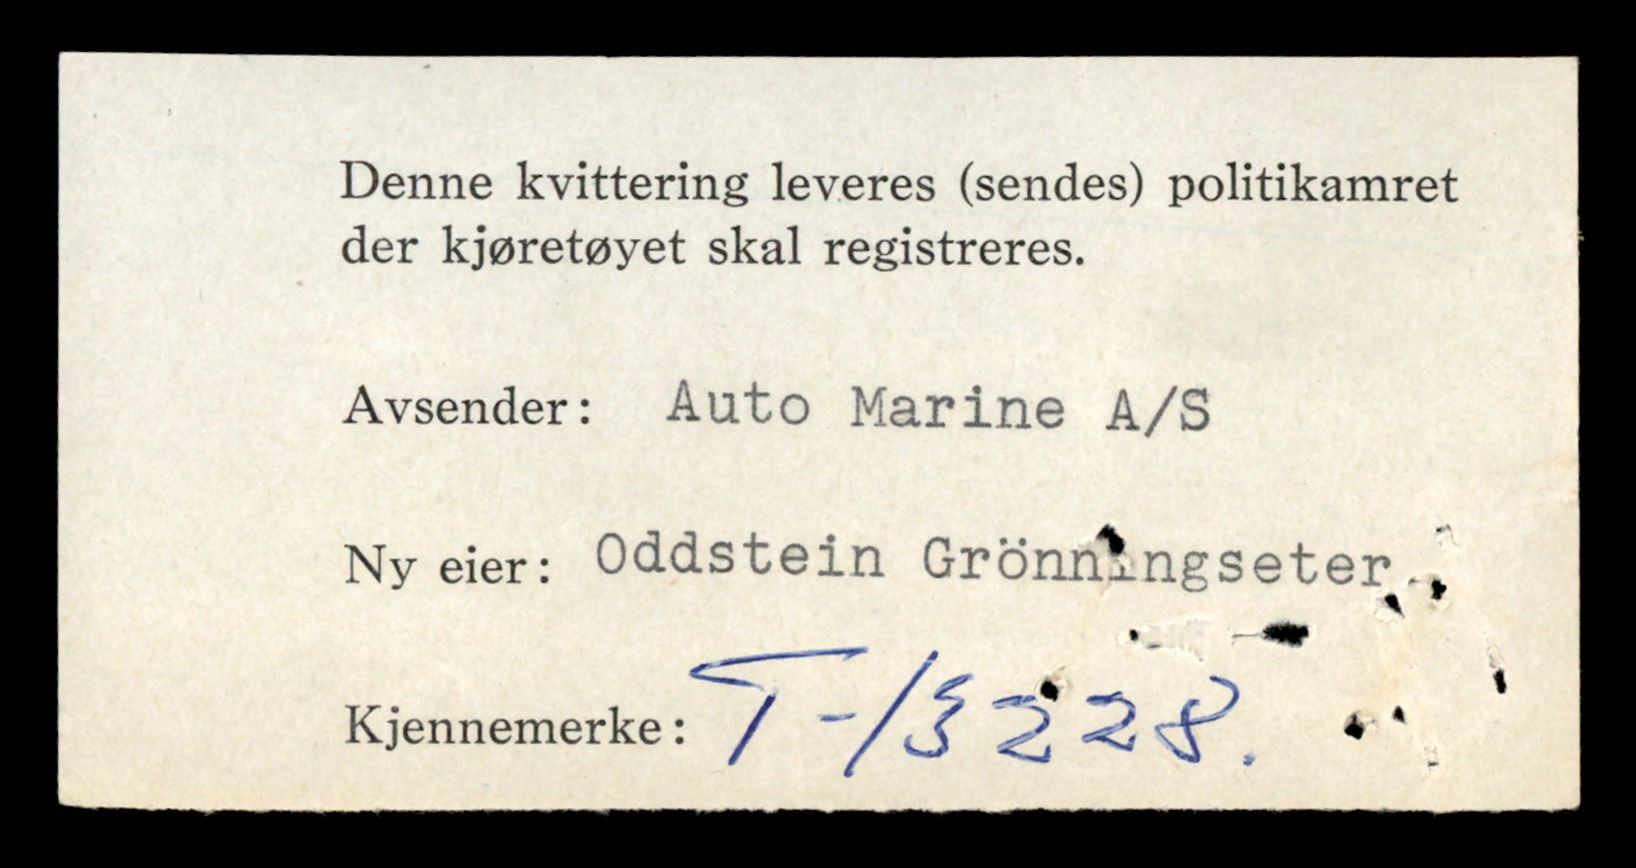 Denne kvittering leveres (sendes) politikamret
der kjøretøyet skal registreres.
Avsender: Auto Marine A/S
Ny eier: Oddstein Grönningseter
Kjennemerke: T-13228.